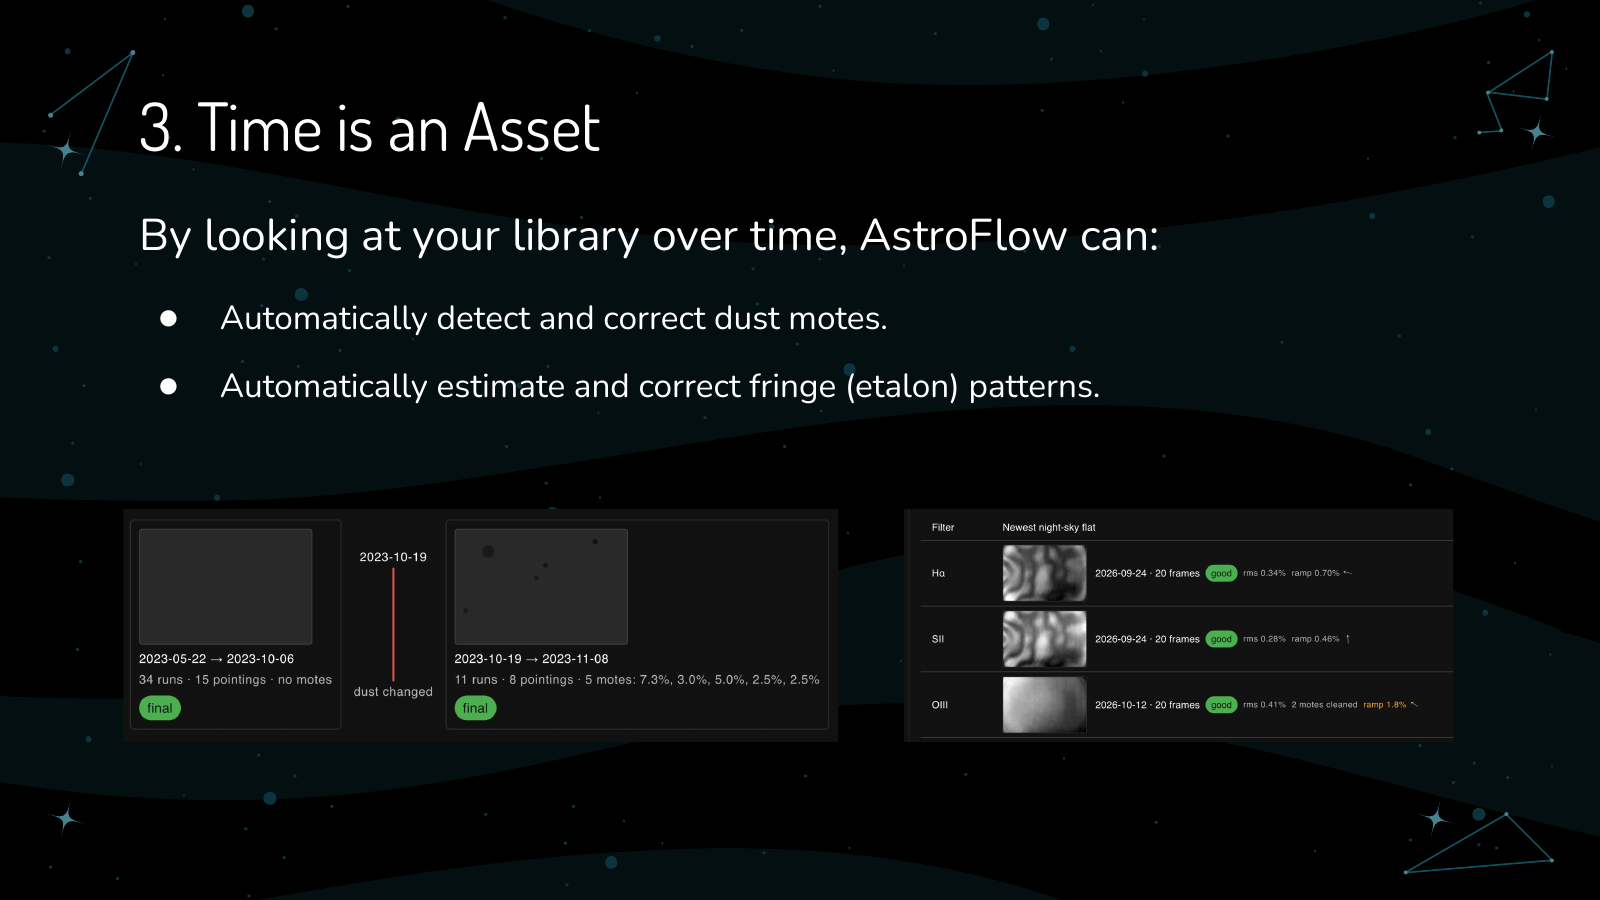 3. Time is an Asset
By looking at your library over time, AstroFlow can:
● Automatically detect and correct dust motes.
● Automatically estimate and correct fringe (etalon) patterns.
2023-05-22 → 2023-10-06
34 runs · 15 pointings · no motes
final
2023-10-19
dust changed
2023-10-19 → 2023-11-08
11 runs · 8 pointings · 5 motes: 7.3%, 3.0%, 5.0%, 2.5%, 2.5%
final
Filter Newest night-sky flat
Hα 2026-09-24 · 20 frames good rms 0.34% ramp 0.70% ←
SII 2026-09-24 · 20 frames good rms 0.28% ramp 0.46% ↑
OIII 2026-10-12 · 20 frames good rms 0.41% 2 motes cleaned ramp 1.8% ↖